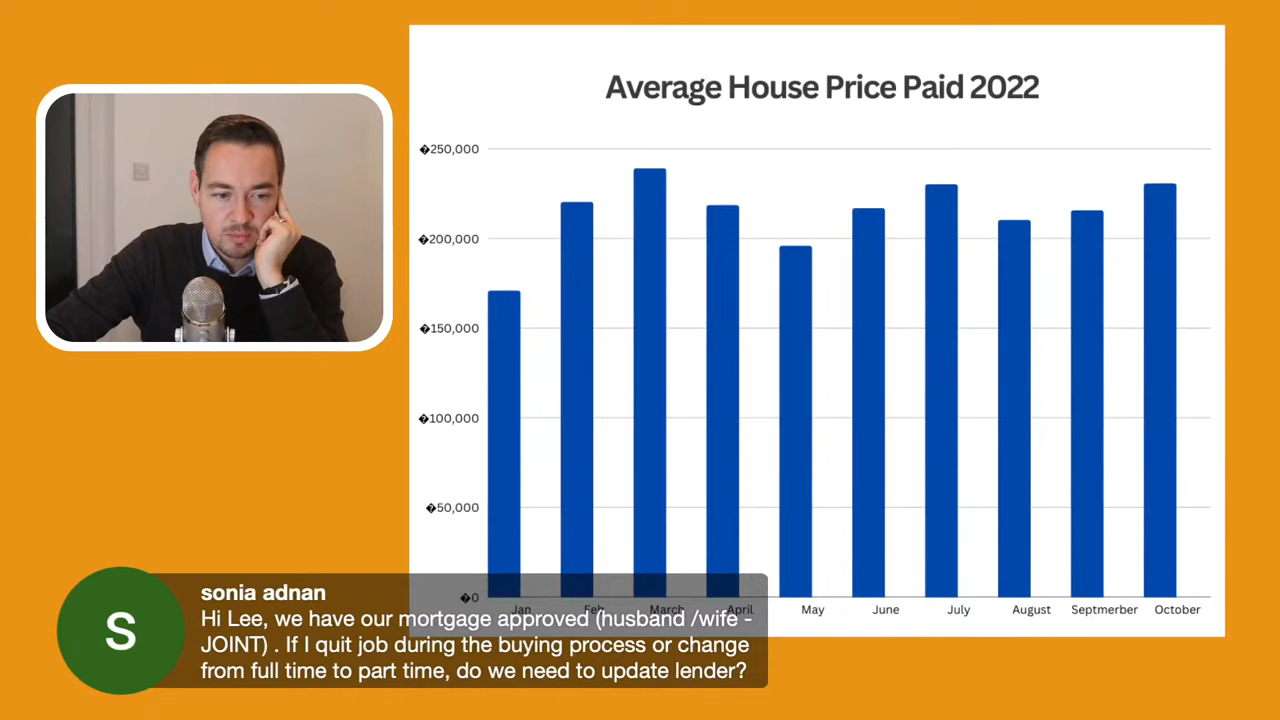 Average House Price Paid 2022
�250,000
�200,000
�150,000
�100,000
�50,000
�0
Jan Feb March April May June July August Septmerber October
S
sonia adnan
Hi Lee, we have our mortgage approved (husband /wife -
JOINT) . If I quit job during the buying process or change
from full time to part time, do we need to update lender?